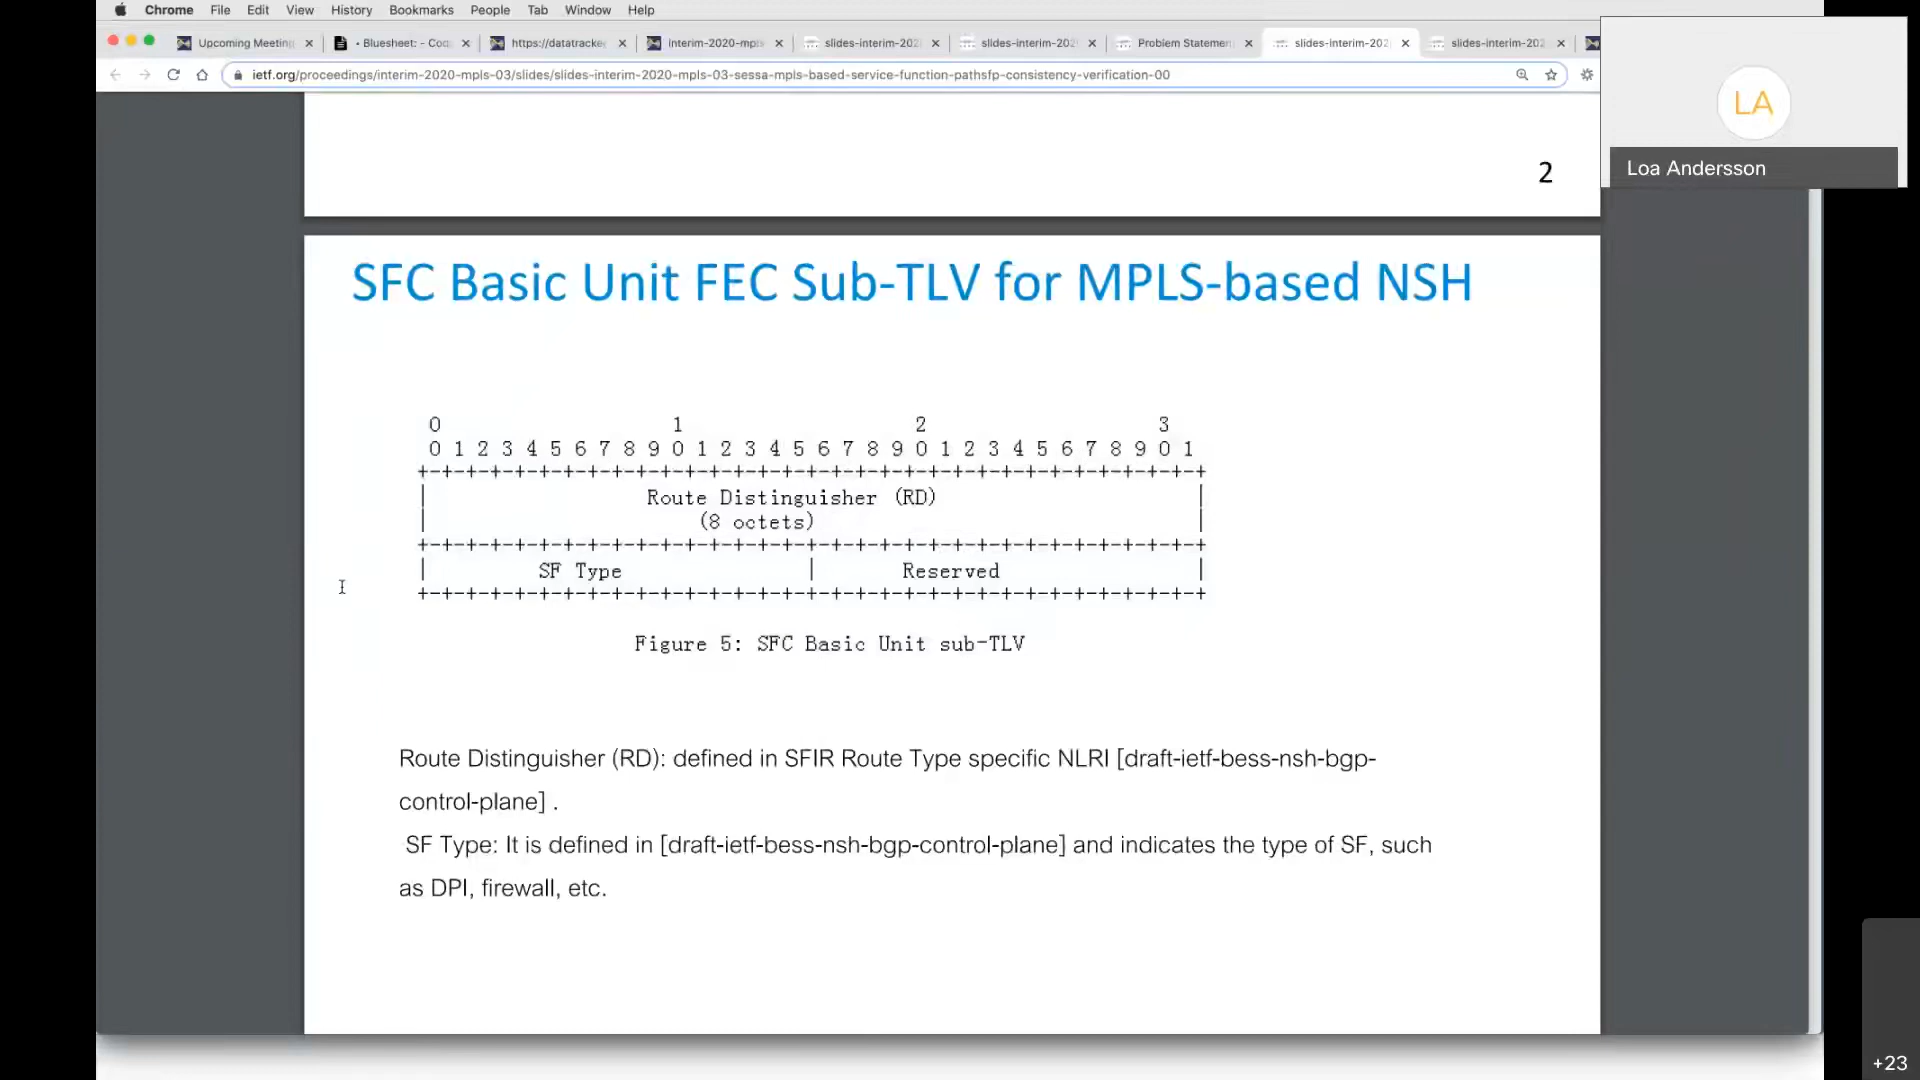 Chrome File Edit View History Bookmarks People Tab Window Help
Upcoming Meeting × • Bluesheet: - Coc × https://datatracke × Interim-2020-mpls × slides-interim-202 × slides-interim-202 × Problem Statemen × slides-interim-202 × slides-interim-202 ×
ietf.org/proceedings/interim-2020-mpls-03/slides/slides-interim-2020-mpls-03-sessa-mpls-based-service-function-pathsfp-consistency-verification-00
LA
Loa Andersson
2
SFC Basic Unit FEC Sub-TLV for MPLS-based NSH
0 1 2 3
0 1 2 3 4 5 6 7 8 9 0 1 2 3 4 5 6 7 8 9 0 1 2 3 4 5 6 7 8 9 0 1
+-+-+-+-+-+-+-+-+-+-+-+-+-+-+-+-+-+-+-+-+-+-+-+-+-+-+-+-+-+-+-+-+
| Route Distinguisher (RD) |
| (8 octets) |
+-+-+-+-+-+-+-+-+-+-+-+-+-+-+-+-+-+-+-+-+-+-+-+-+-+-+-+-+-+-+-+-+
| SF Type | Reserved |
+-+-+-+-+-+-+-+-+-+-+-+-+-+-+-+-+-+-+-+-+-+-+-+-+-+-+-+-+-+-+-+-+
Figure 5: SFC Basic Unit sub-TLV
Route Distinguisher (RD): defined in SFIR Route Type specific NLRI [draft-ietf-bess-nsh-bgp-
control-plane] .
SF Type: It is defined in [draft-ietf-bess-nsh-bgp-control-plane] and indicates the type of SF, such
as DPI, firewall, etc.
+23